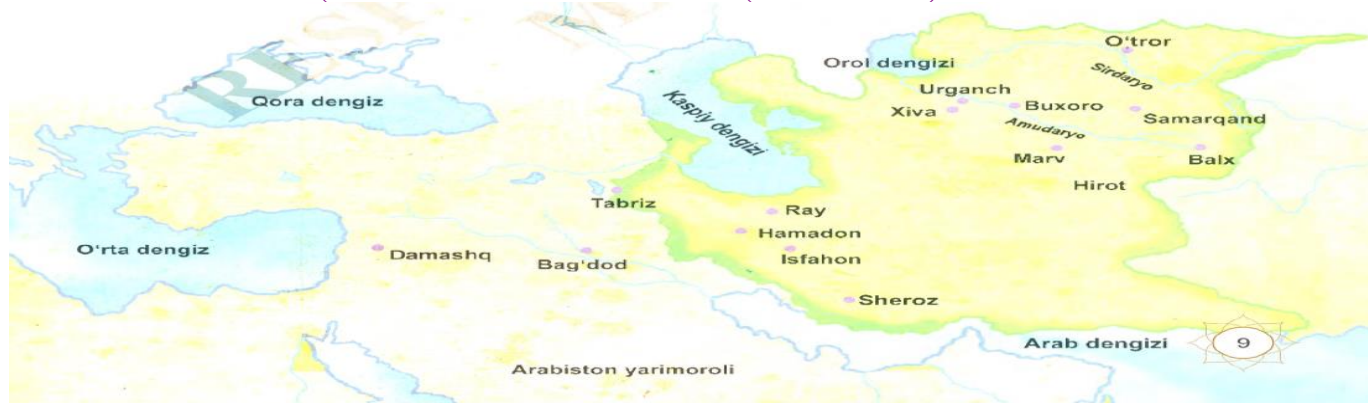 O'tror
Orol dengizi
Sirdaryo
Qora dengiz
Urganch
Kaspiy dengizi
Xiva
Buxoro
Samarqand
Amudaryo
Marv
Balx
Hirot
Tabriz
Ray
Hamadon
O'rta dengiz
Damashq
Bag'dod
Isfahon
Sheroz
Arab dengizi
9
Arabiston yarimoroli